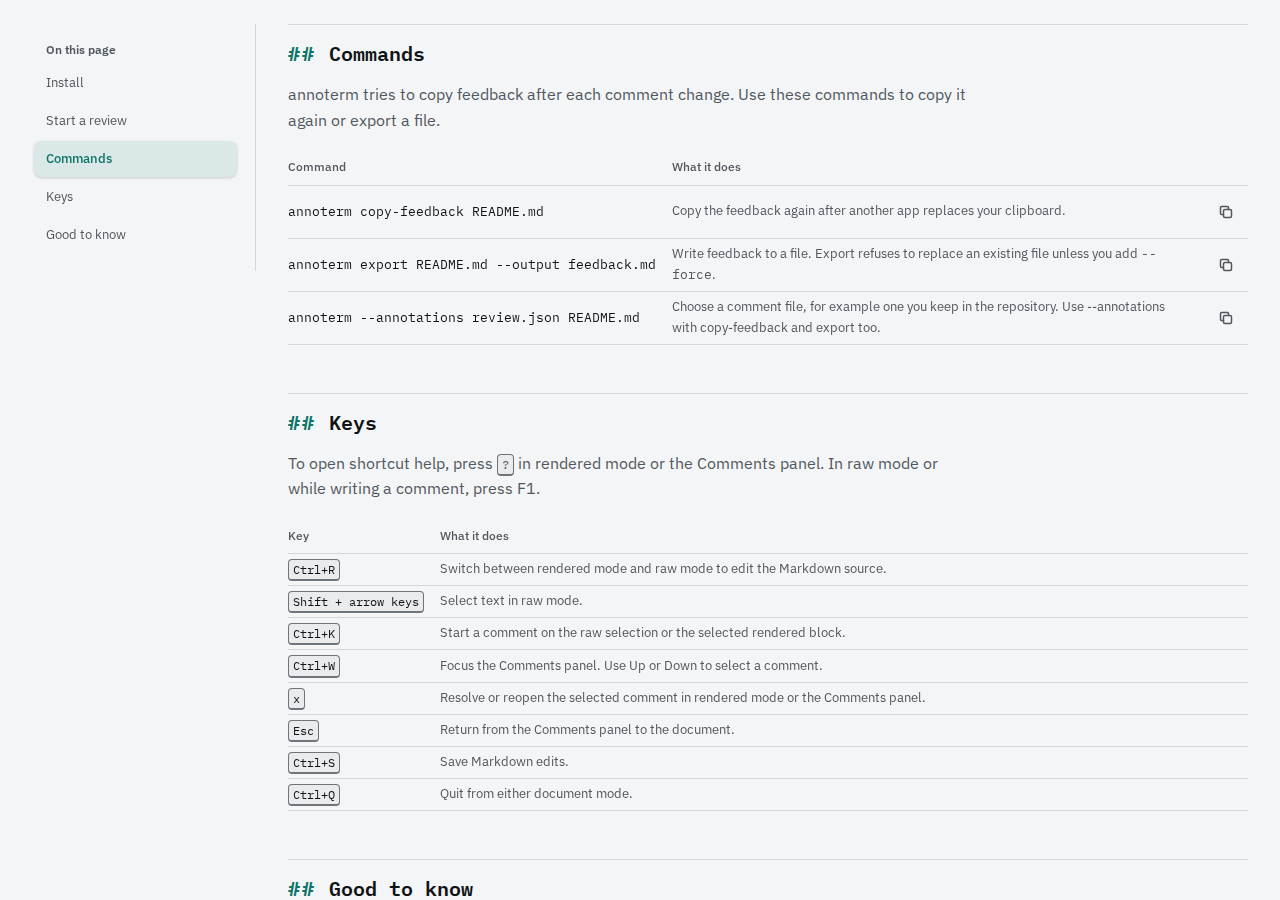 On this page
Install
Start a review
Commands
Keys
Good to know
## Commands
annoterm tries to copy feedback after each comment change. Use these commands to copy it
again or export a file.
Command What it does
annoterm copy-feedback README.md Copy the feedback again after another app replaces your clipboard.
annoterm export README.md --output feedback.md Write feedback to a file. Export refuses to replace an existing file unless you add --
force.
annoterm --annotations review.json README.md Choose a comment file, for example one you keep in the repository. Use --annotations
with copy-feedback and export too.
## Keys
To open shortcut help, press ? in rendered mode or the Comments panel. In raw mode or
while writing a comment, press F1.
Key What it does
Ctrl+R Switch between rendered mode and raw mode to edit the Markdown source.
Shift + arrow keys Select text in raw mode.
Ctrl+K Start a comment on the raw selection or the selected rendered block.
Ctrl+W Focus the Comments panel. Use Up or Down to select a comment.
x Resolve or reopen the selected comment in rendered mode or the Comments panel.
Esc Return from the Comments panel to the document.
Ctrl+S Save Markdown edits.
Ctrl+Q Quit from either document mode.
## Good to know